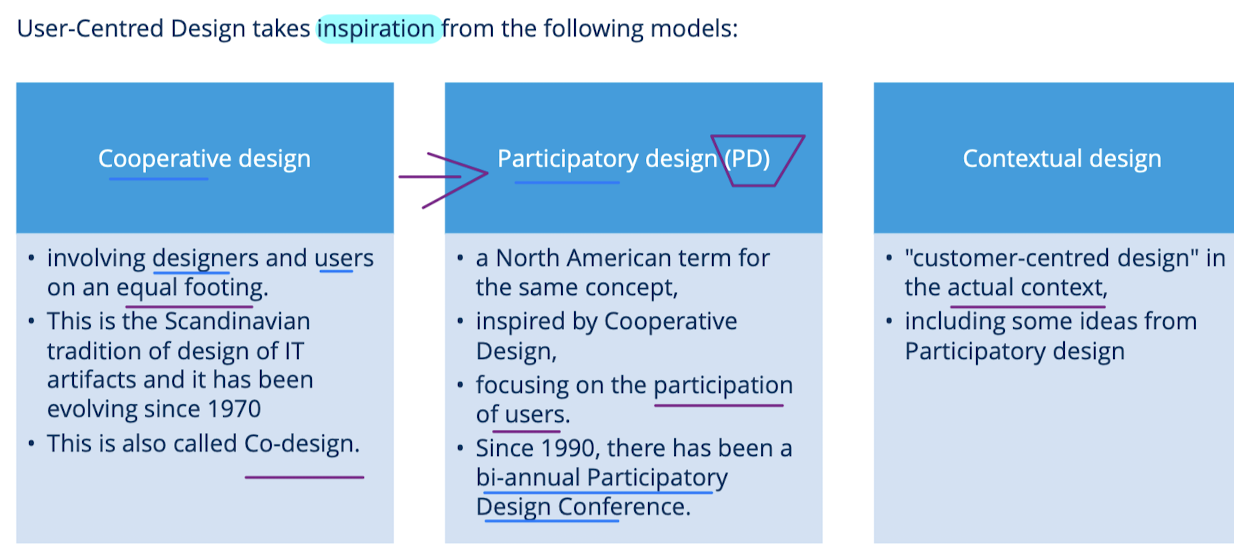 User-Centred Design takes inspiration from the following models:
Cooperative design
• involving designers and users
on an equal footing.
• This is the Scandinavian
tradition of design of IT
artifacts and it has been
evolving since 1970
• This is also called Co-design.
Participatory design (PD)
• a North American term for
the same concept,
• inspired by Cooperative
Design,
• focusing on the participation
of users.
• Since 1990, there has been a
bi-annual Participatory
Design Conference.
Contextual design
• "customer-centred design" in
the actual context,
• including some ideas from
Participatory design